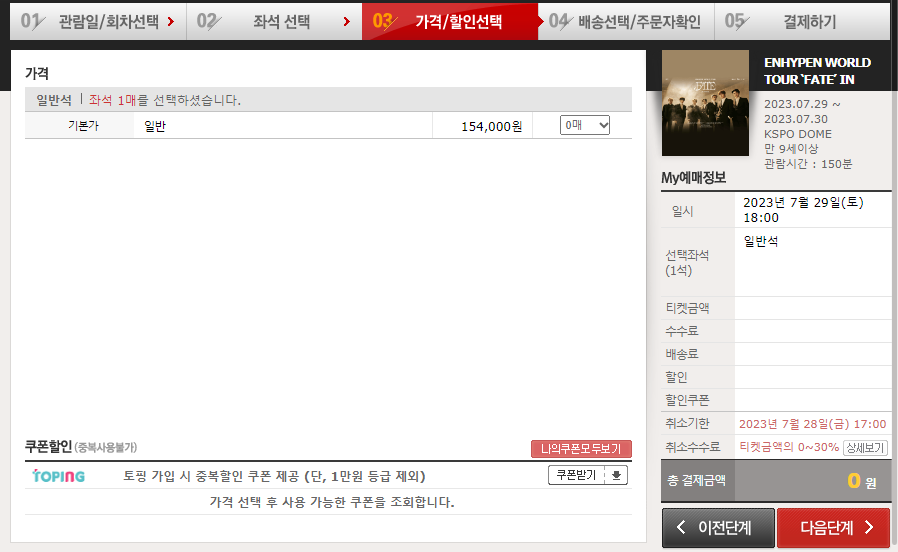 01 관람일/회차선택
02 좌석 선택
03 가격/할인선택
04 배송선택/주문자확인
05 결제하기
가격
일반석 | 좌석 1매를 선택하셨습니다.
기본가 일반 154,000원 0매
쿠폰할인 (중복사용불가) 나의쿠폰모두보기
TOPING 토핑 가입 시 중복할인 쿠폰 제공 (단, 1만원 등급 제외) 쿠폰받기
가격 선택 후 사용 가능한 쿠폰을 조회합니다.
FATE
ENHYPEN WORLD
TOUR 'FATE' IN
2023.07.29 ~
2023.07.30
KSPO DOME
만 9세이상
관람시간 : 150분
My예매정보
일시 2023년 7월 29일(토)
18:00
선택좌석 일반석
(1석)
티켓금액
수수료
배송료
할인
할인쿠폰
취소기한 2023년 7월 28일(금) 17:00
취소수수료 티켓금액의 0~30% 상세보기
총 결제금액 0 원
이전단계 다음단계